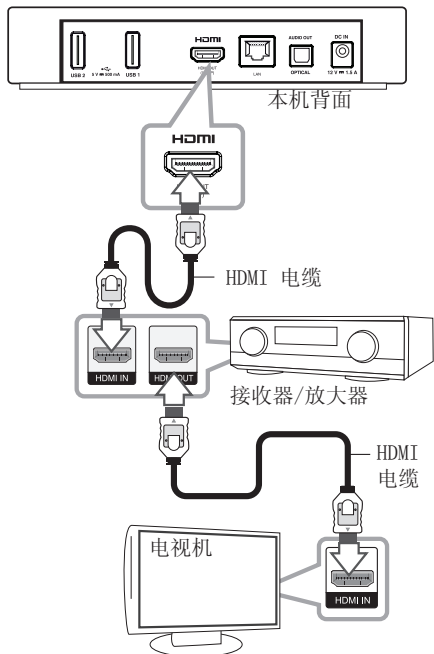 AUDIO OUT
DC IN
HDMI
USB 2
5 V ⎓ 500 mA
USB 1
HDMI OUT
LAN
OPTICAL
12 V ⎓ 1.5 A
本机背面
HDMI
HDMI 电缆
HDMI IN
接收器/放大器
HDMI
电缆
电视机
HDMI IN